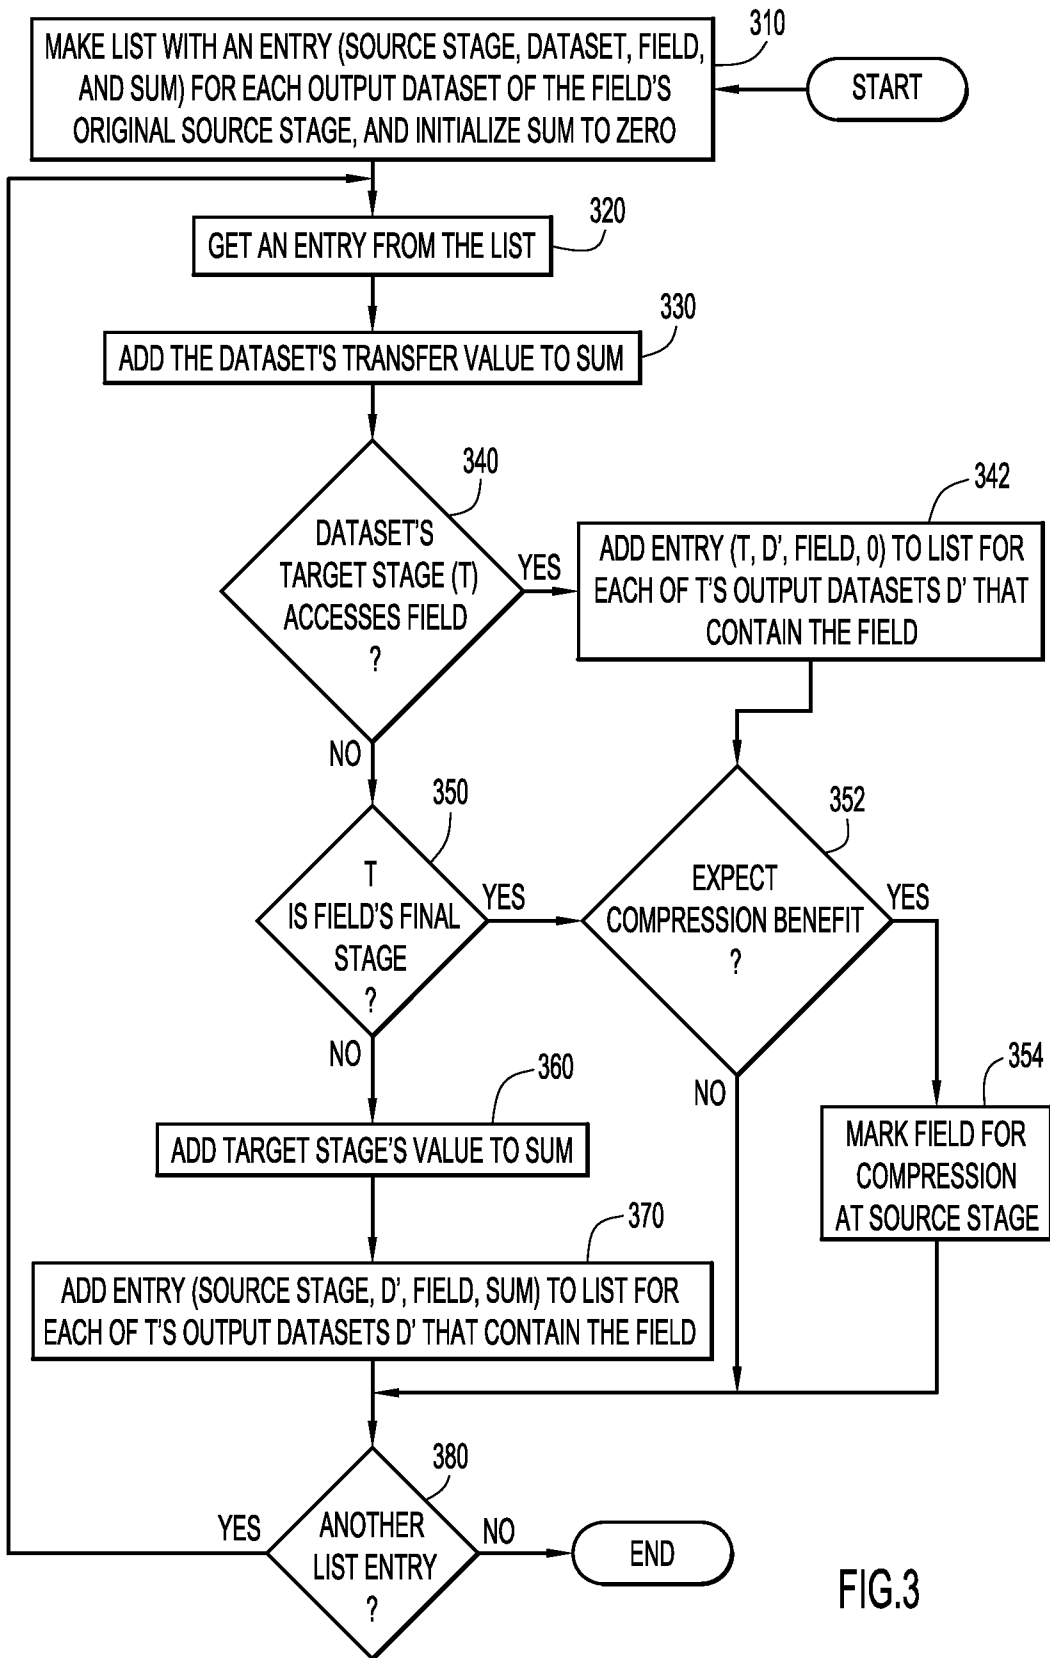 310
MAKE LIST WITH AN ENTRY (SOURCE STAGE, DATASET, FIELD,
AND SUM) FOR EACH OUTPUT DATASET OF THE FIELD'S
ORIGINAL SOURCE STAGE, AND INITIALIZE SUM TO ZERO
START
320
GET AN ENTRY FROM THE LIST
330
ADD THE DATASET'S TRANSFER VALUE TO SUM
340
DATASET'S
TARGET STAGE (T)
ACCESSES FIELD
?
YES
NO
342
ADD ENTRY (T, D', FIELD, 0) TO LIST FOR
EACH OF T'S OUTPUT DATASETS D' THAT
CONTAIN THE FIELD
350
T
IS FIELD'S FINAL
STAGE
?
YES
NO
352
EXPECT
COMPRESSION BENEFIT
?
YES
NO
354
MARK FIELD FOR
COMPRESSION
AT SOURCE STAGE
360
ADD TARGET STAGE'S VALUE TO SUM
370
ADD ENTRY (SOURCE STAGE, D', FIELD, SUM) TO LIST FOR
EACH OF T'S OUTPUT DATASETS D' THAT CONTAIN THE FIELD
380
ANOTHER
LIST ENTRY
?
YES
NO
END
FIG.3